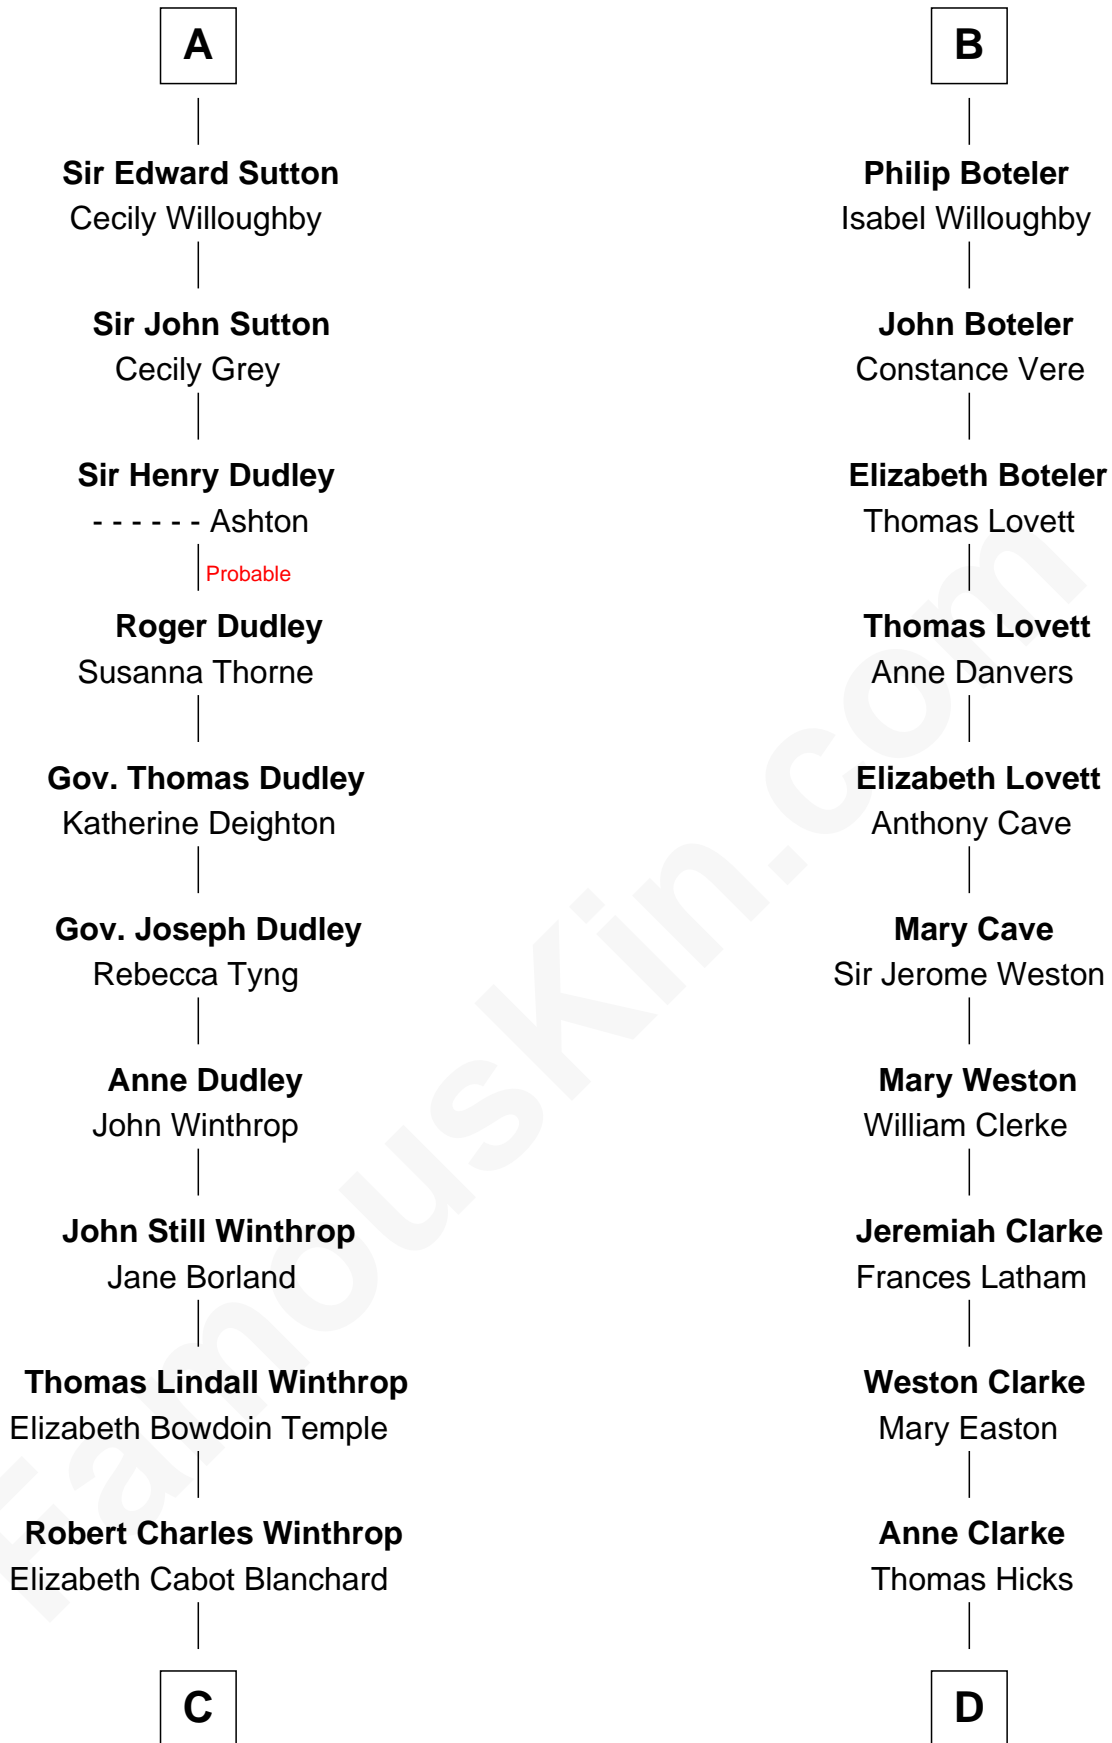 A
Sir Edward Sutton
Cecily Willoughby
Sir John Sutton
Cecily Grey
Sir Henry Dudley
- - - - - - Ashton
Probable
Roger Dudley
Susanna Thorne
Gov. Thomas Dudley
Katherine Deighton
Gov. Joseph Dudley
Rebecca Tyng
Anne Dudley
John Winthrop
John Still Winthrop
Jane Borland
Thomas Lindall Winthrop
Elizabeth Bowdoin Temple
Robert Charles Winthrop
Elizabeth Cabot Blanchard
C
B
Philip Boteler
Isabel Willoughby
John Boteler
Constance Vere
Elizabeth Boteler
Thomas Lovett
Thomas Lovett
Anne Danvers
Elizabeth Lovett
Anthony Cave
Mary Cave
Sir Jerome Weston
Mary Weston
William Clerke
Jeremiah Clarke
Frances Latham
Weston Clarke
Mary Easton
Anne Clarke
Thomas Hicks
D
FamousKin.com